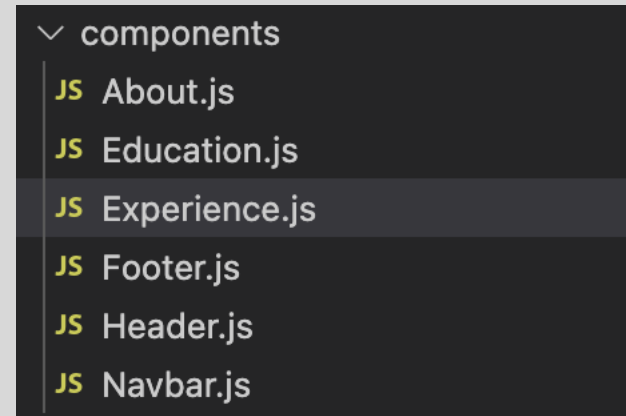 components
JS About.js
JS Education.js
JS Experience.js
JS Footer.js
JS Header.js
JS Navbar.js